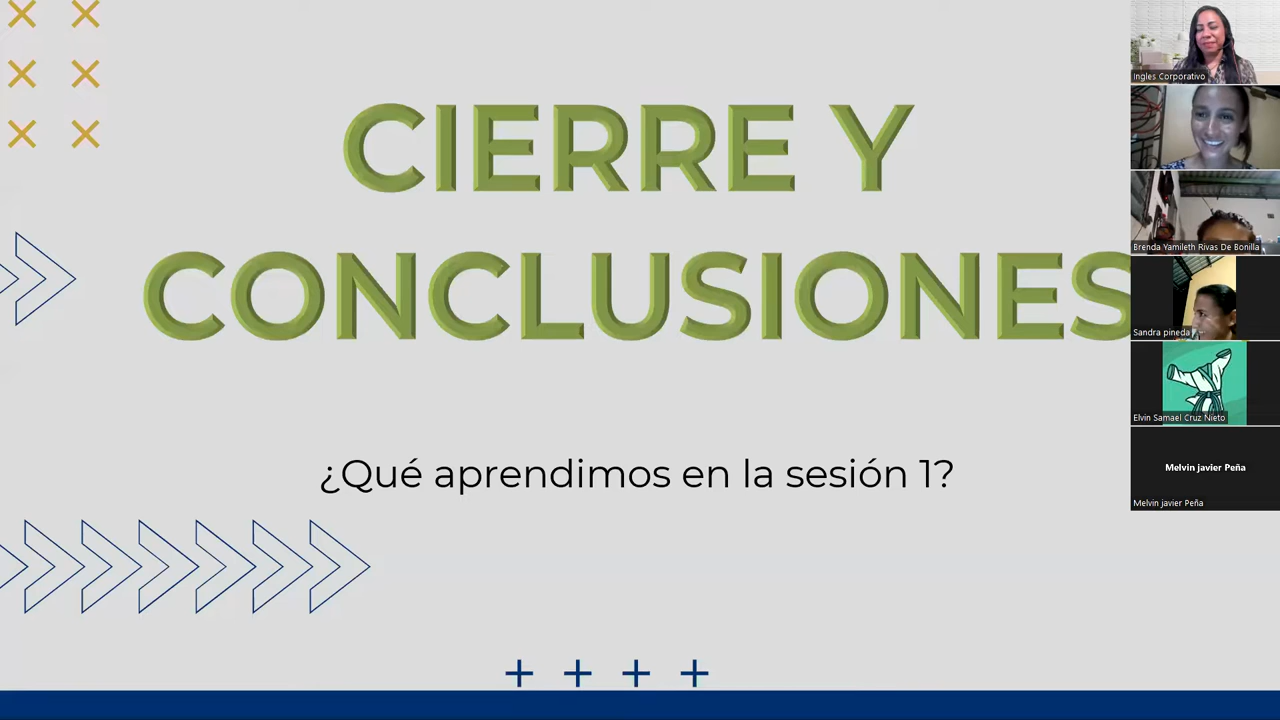 CIERRE Y
CONCLUSIONES
¿Qué aprendimos en la sesión 1?
Ingles Corporativo
Brenda Yamileth Rivas De Bonilla
Sandra pineda
Elvin Samael Cruz Nieto
Melvin javier Peña
Melvin javier Peña